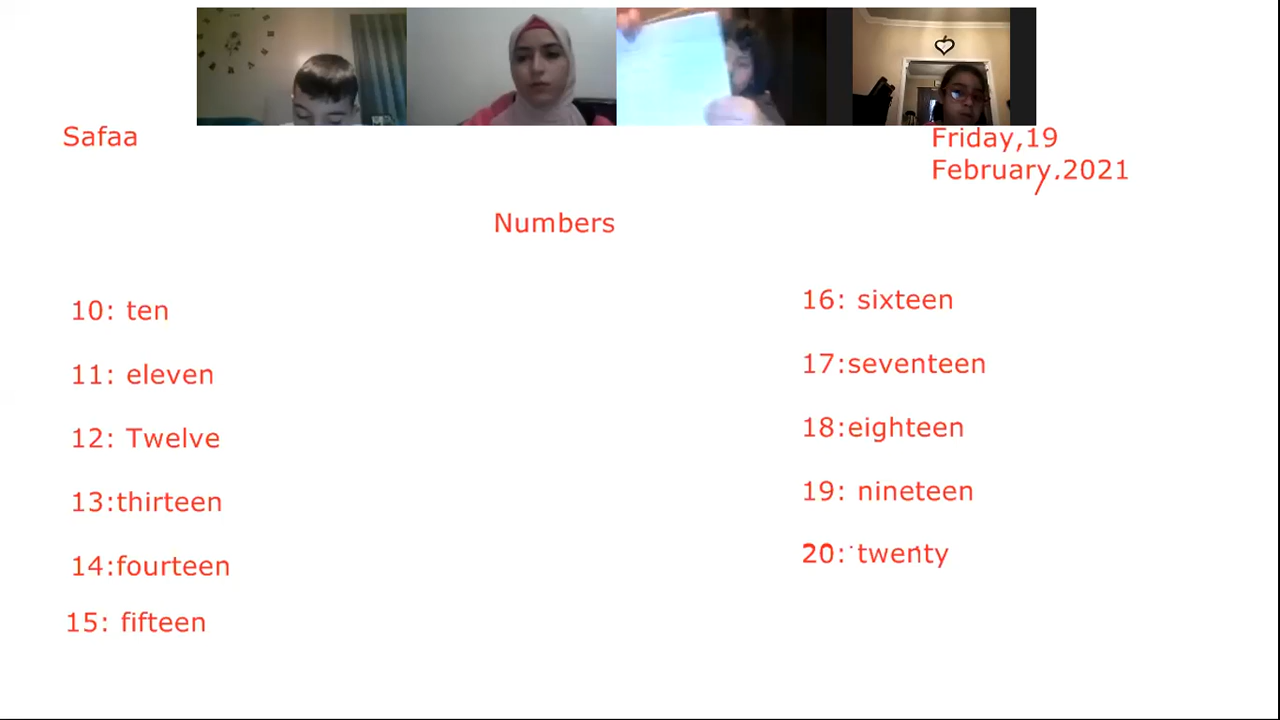 Safaa
Friday,19
February.2021
Numbers
10: ten
11: eleven
12: Twelve
13:thirteen
14:fourteen
15: fifteen
16: sixteen
17:seventeen
18:eighteen
19: nineteen
20: twenty